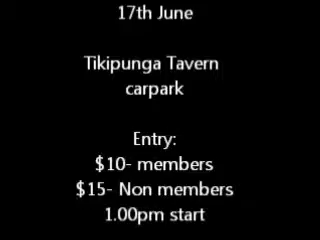 17th June
Tikipunga Tavern
carpark
Entry:
$10- members
$15- Non members
1.00pm start